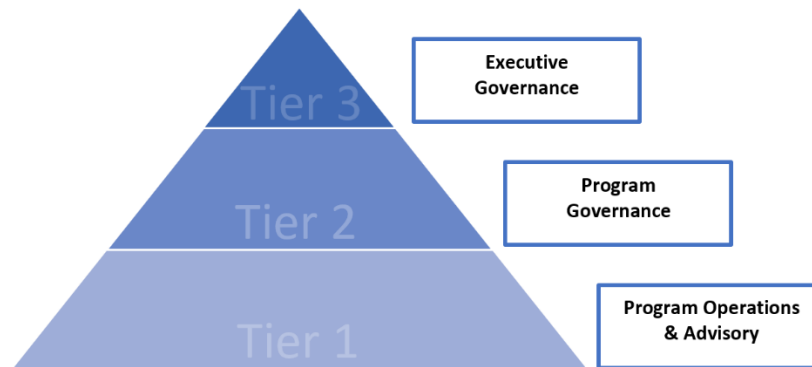 Tier 3
Executive
Governance
Tier 2
Program
Governance
Tier 1
Program Operations
& Advisory